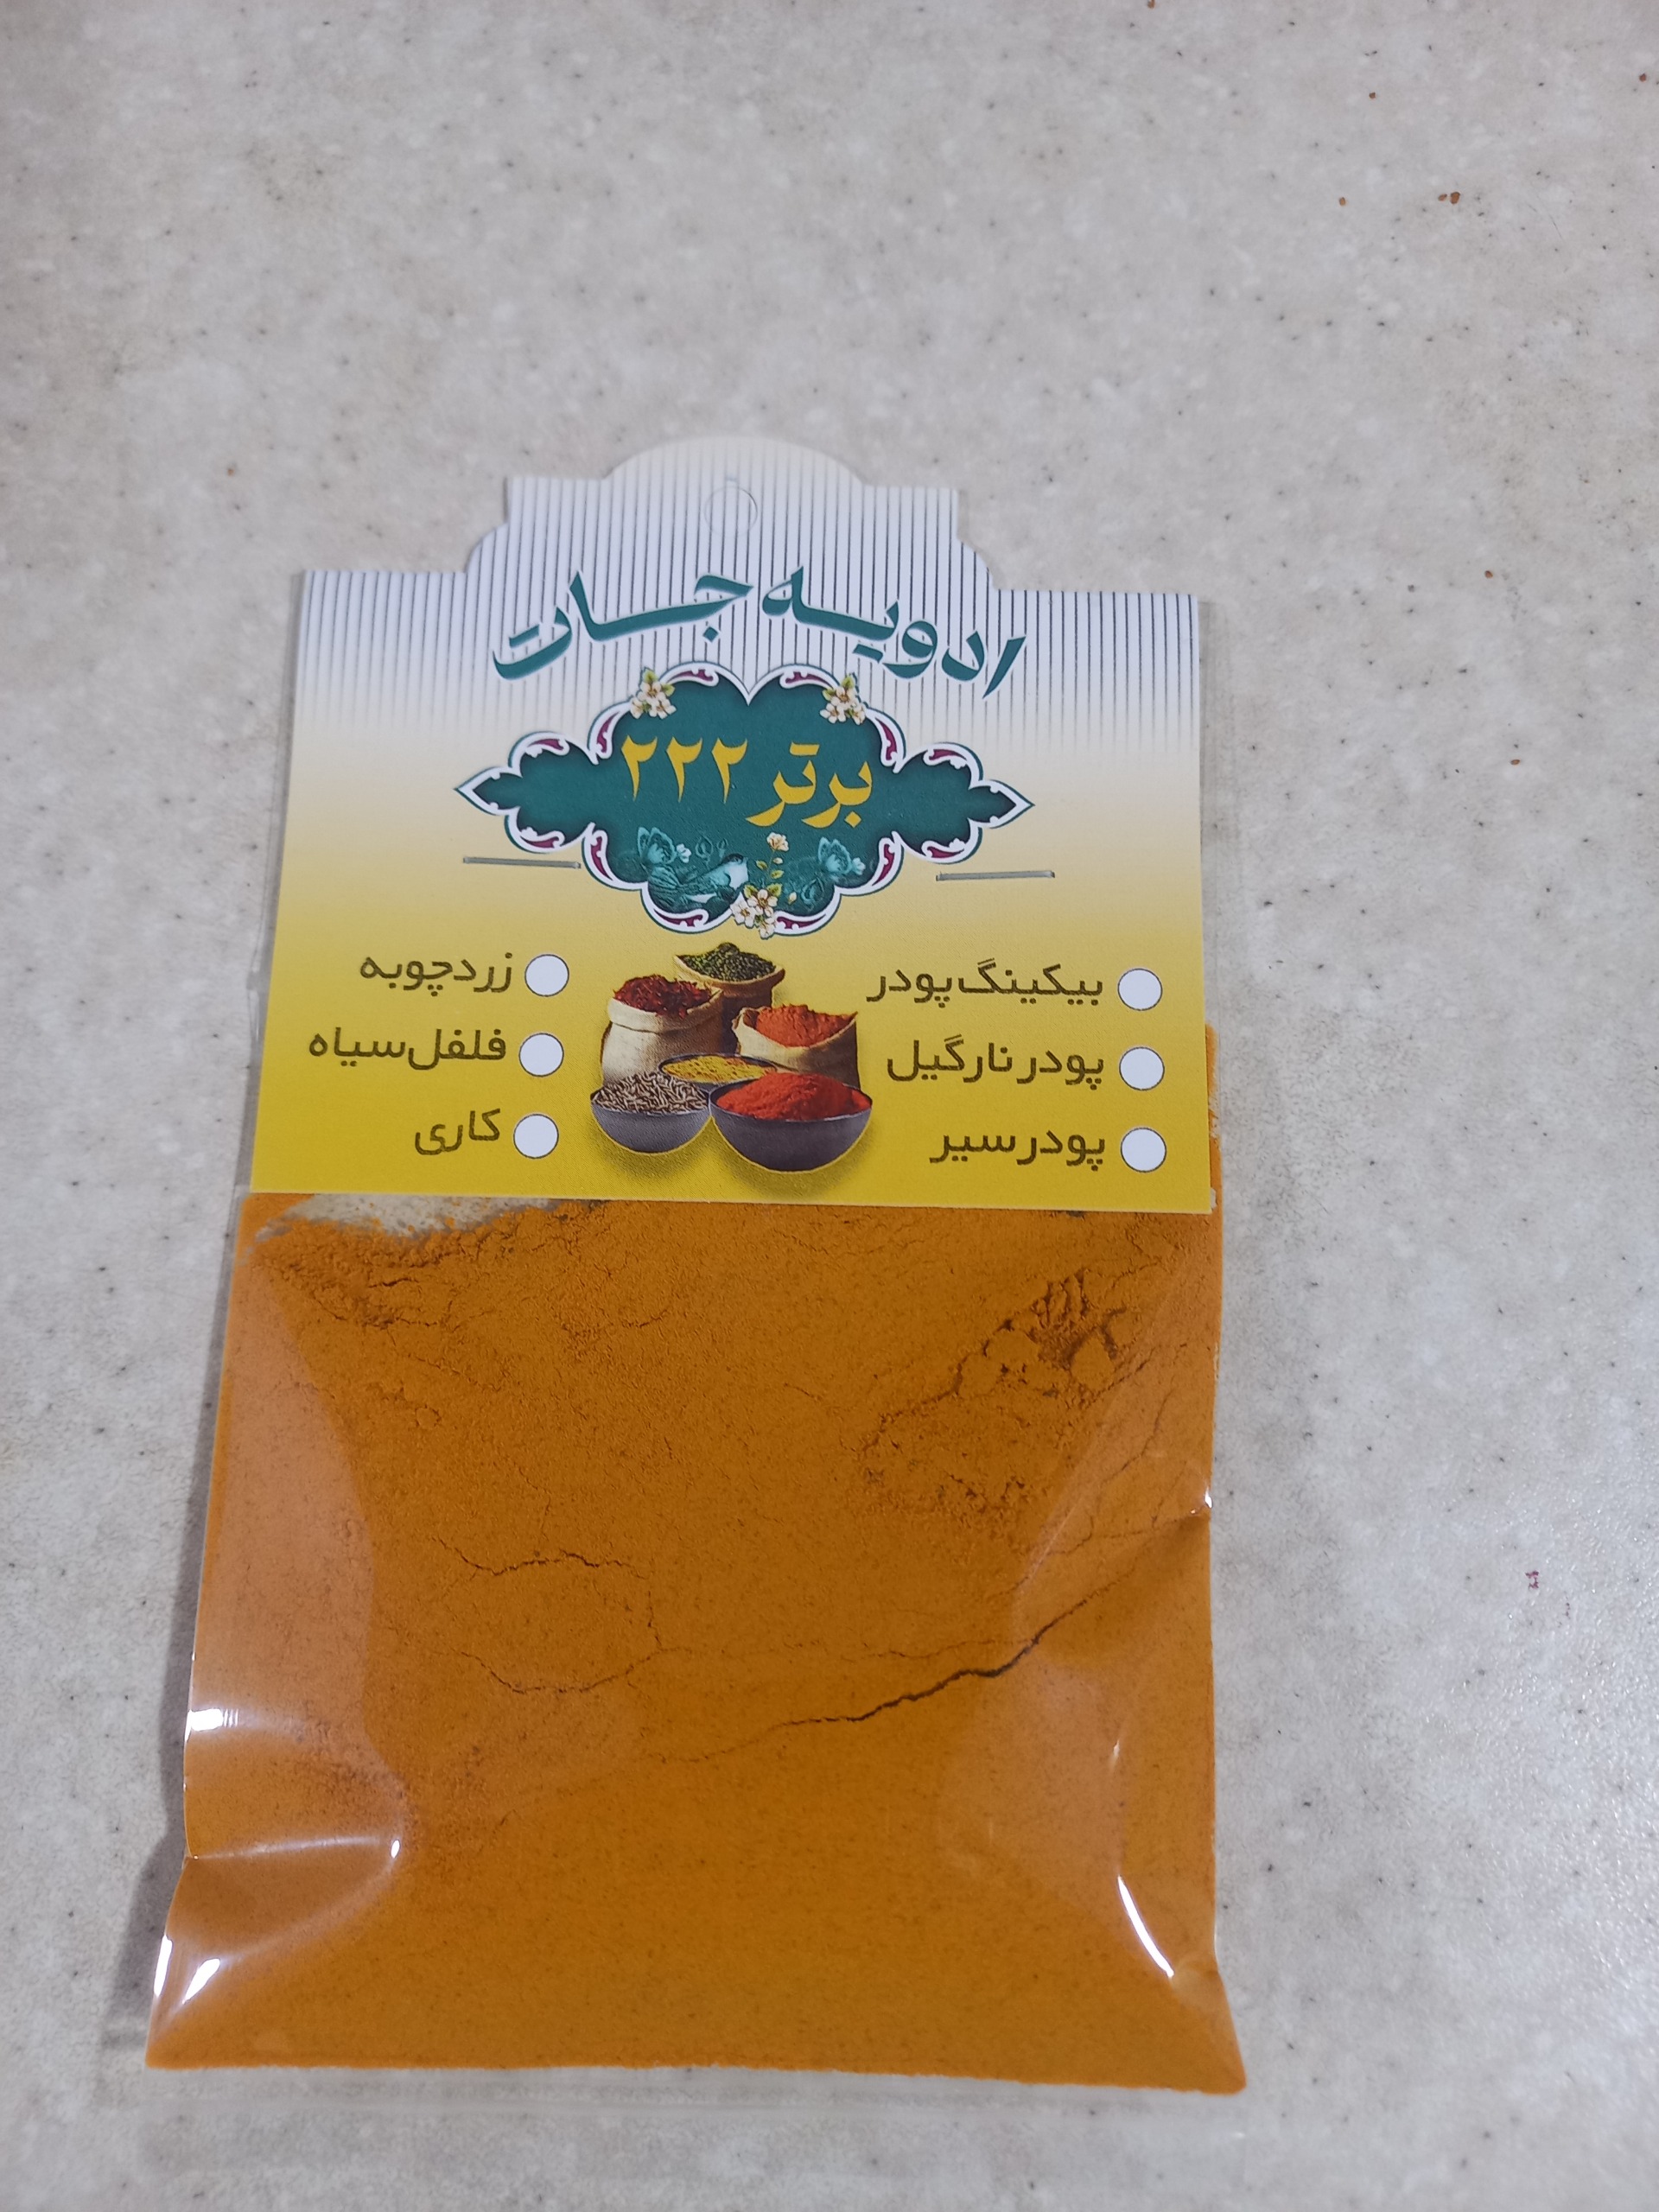 ادویه جات
برتر ۲۲۲
بیکینگ پودر
پودر نارگیل
پودر سیر
زردچوبه
فلفل سیاه
کاری